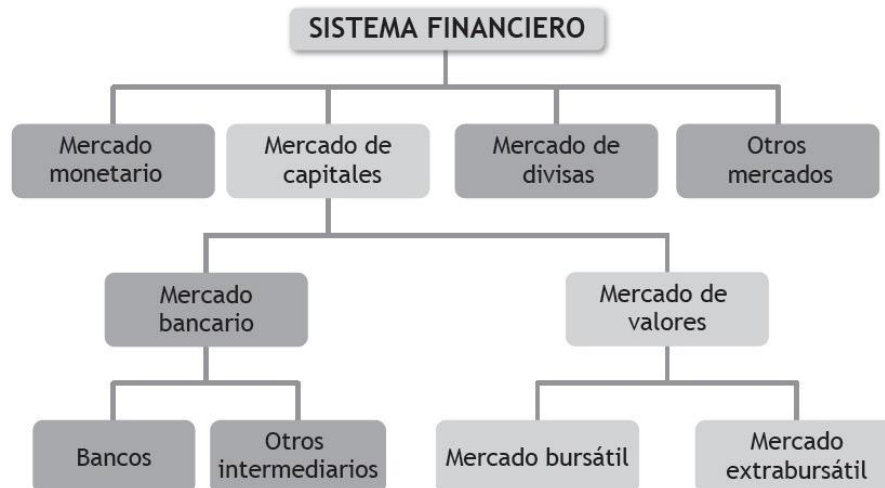 SISTEMA FINANCIERO
Mercado
monetario
Mercado de
capitales
Mercado de
divisas
Otros
mercados
Mercado
bancario
Mercado de
valores
Bancos
Otros
intermediarios
Mercado bursátil
Mercado
extrabursátil